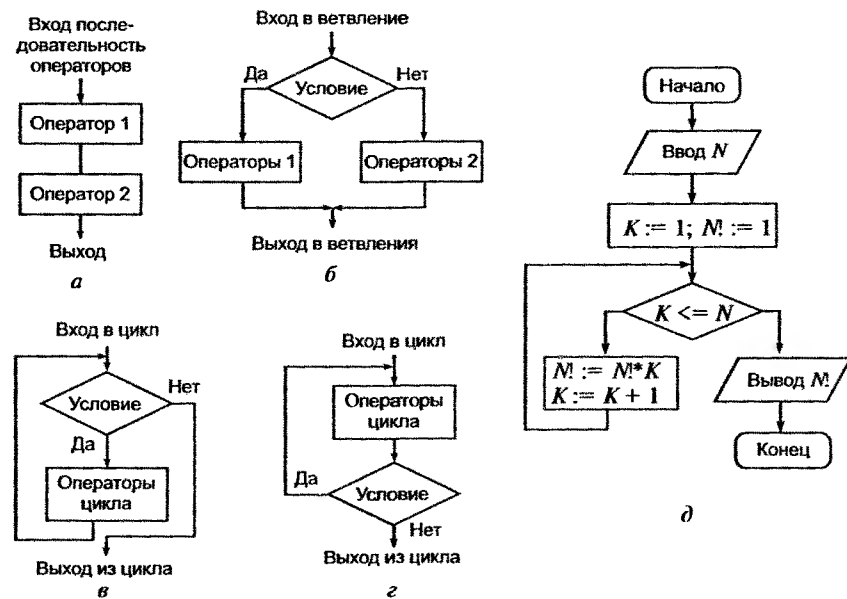 Вход после-
довательность
операторов
Оператор 1
Оператор 2
Выход
а
Вход в ветвление
Да
Условие
Нет
Операторы 1
Операторы 2
Выход в ветвления
б
Вход в цикл
Условие
Нет
Да
Операторы
цикла
Выход из цикла
в
Вход в цикл
Операторы
цикла
Да
Условие
Нет
Выход из цикла
г
Начало
Ввод N
K := 1; N! := 1
K <= N
N! := N!*K
K := K + 1
Вывод N!
Конец
д